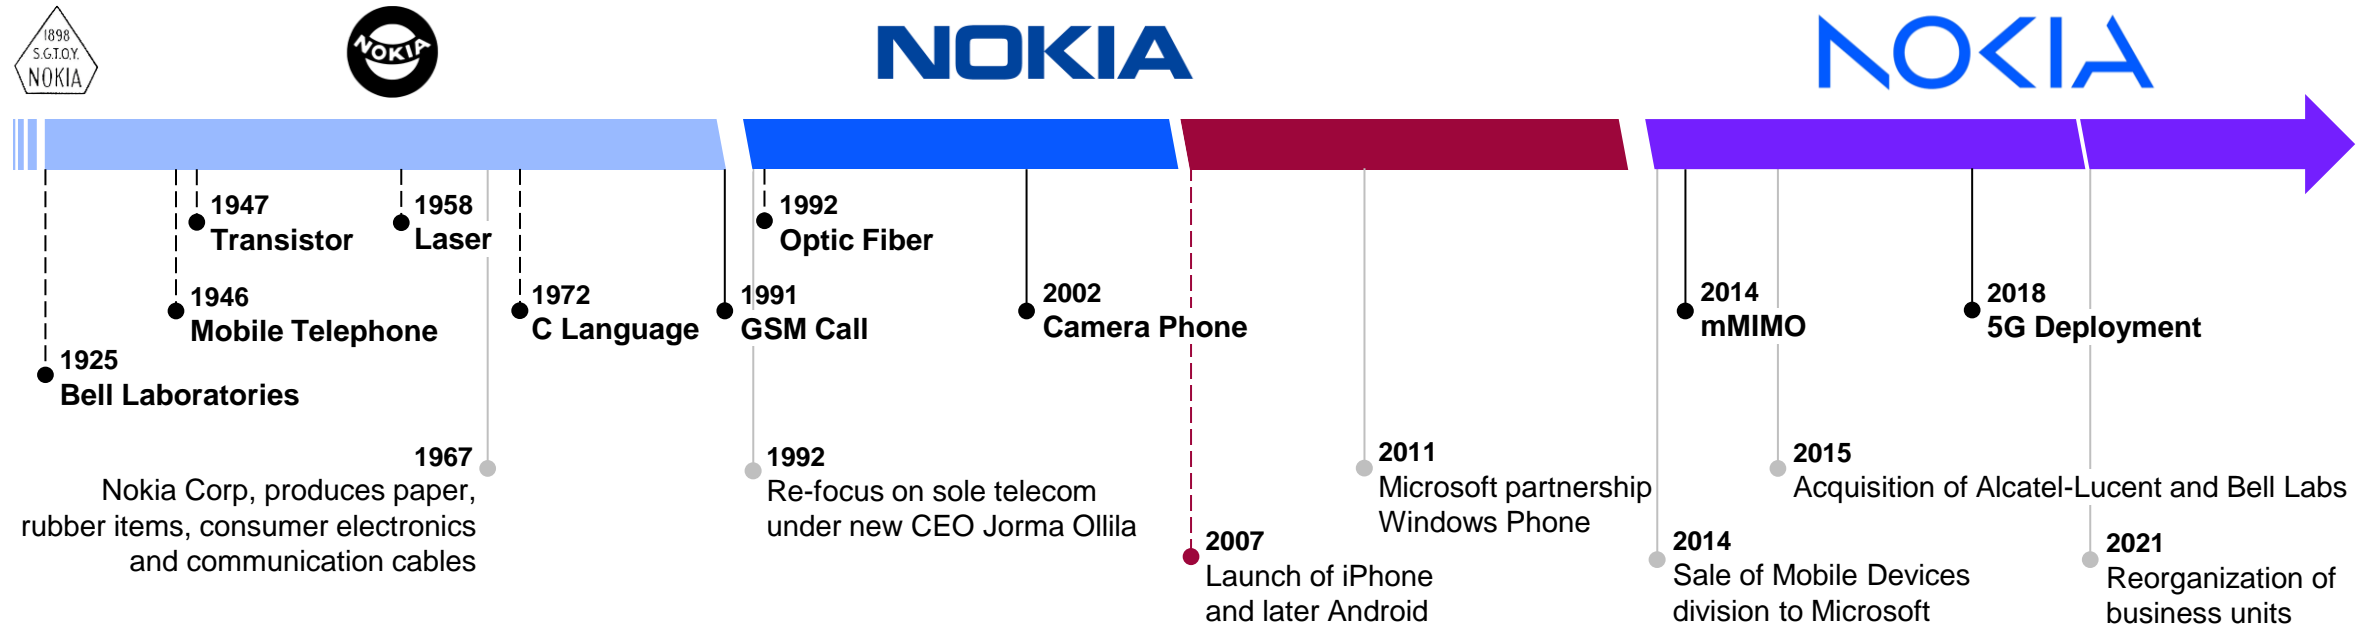 1898
S.G.T.O.Y.
NOKIA
NOKIA
NOKIA
NOKIA
1947
Transistor
1958
Laser
1992
Optic Fiber
1946
Mobile Telephone
1972
C Language
1991
GSM Call
2002
Camera Phone
2014
mMIMO
2018
5G Deployment
1925
Bell Laboratories
1967
Nokia Corp, produces paper,
rubber items, consumer electronics
and communication cables
1992
Re-focus on sole telecom
under new CEO Jorma Ollila
2007
Launch of iPhone
and later Android
2011
Microsoft partnership
Windows Phone
2014
Sale of Mobile Devices
division to Microsoft
2015
Acquisition of Alcatel-Lucent and Bell Labs
2021
Reorganization of
business units